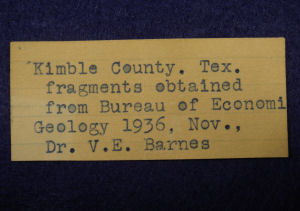 Kimble County. Tex.
fragments obtained
from Bureau of Economi
Geology 1936, Nov.,
Dr. V.E. Barnes